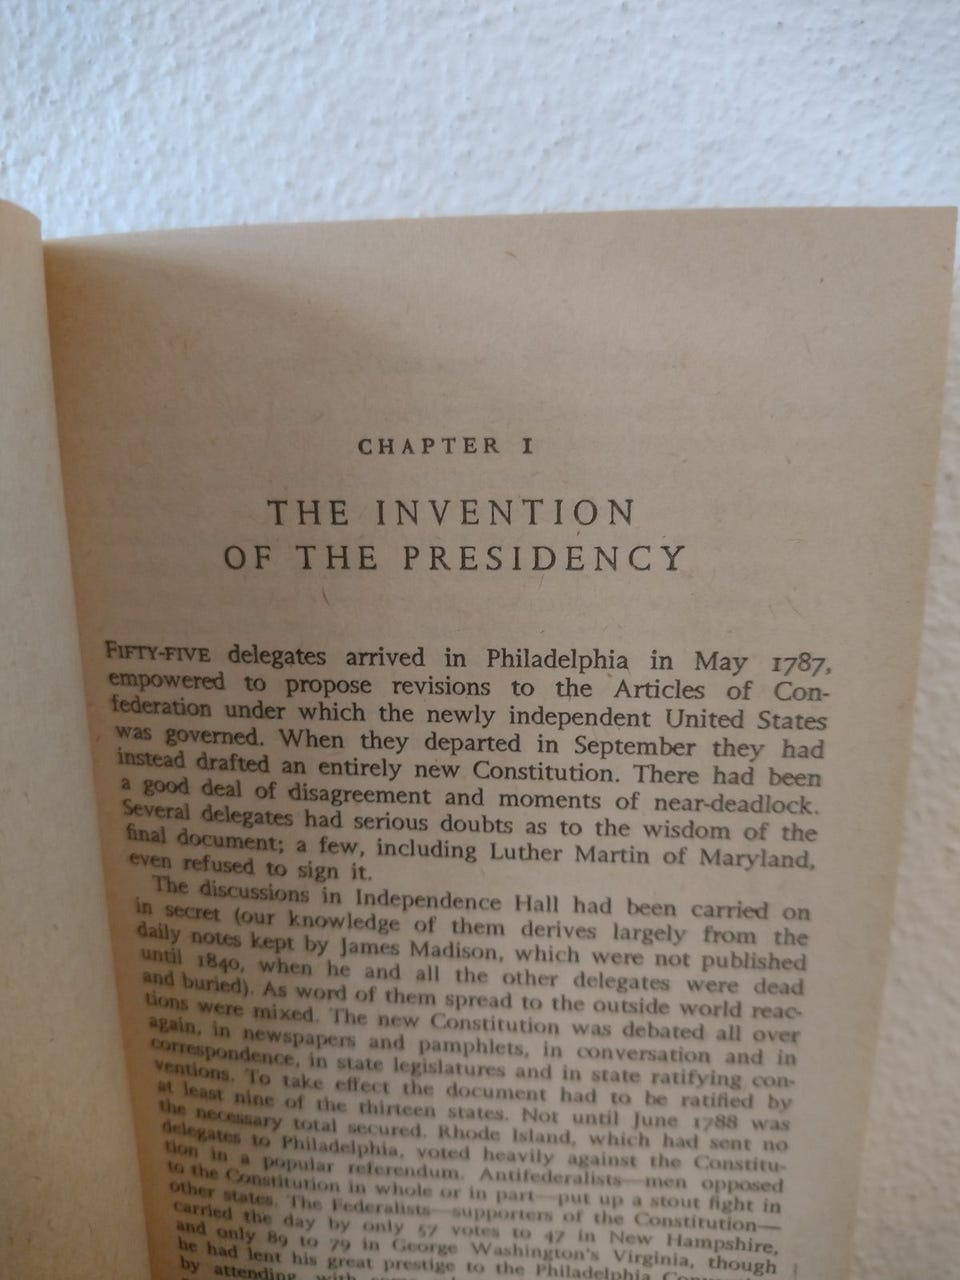 CHAPTER I
THE INVENTION
OF THE PRESIDENCY
FIFTY-FIVE delegates arrived in Philadelphia in May 1787,
empowered to propose revisions to the Articles of Con-
federation under which the newly independent United States
was governed. When they departed in September they had
instead drafted an entirely new Constitution. There had been
a good deal of disagreement and moments of near-deadlock.
Several delegates had serious doubts as to the wisdom of the
final document; a few, including Luther Martin of Maryland,
even refused to sign it.
The discussions in Independence Hall had been carried on
in secret (our knowledge of them derives largely from the
daily notes kept by James Madison, which were not published
until 1840, when he and all the other delegates were dead
and buried). As word of them spread to the outside world reac-
tions were mixed. The new Constitution was debated all over
again, in newspapers and pamphlets, in conversation and in
correspondence, in state legislatures and in state ratifying con-
ventions. To take effect the document had to be ratified by
at least nine of the thirteen states. Not until June 1788 was
the necessary total secured. Rhode Island, which had sent no
delegates to Philadelphia, voted heavily against the Constitu-
tion in a popular referendum. Antifederalists—men opposed
to the Constitution in whole or in part—put up a stout fight in
other states. The Federalists—supporters of the Constitution—
carried the day by only 57 votes to 47 in New Hampshire,
and only 89 to 79 in George Washington's Virginia, though
he had lent his great prestige to the Philadelphia
by attending with